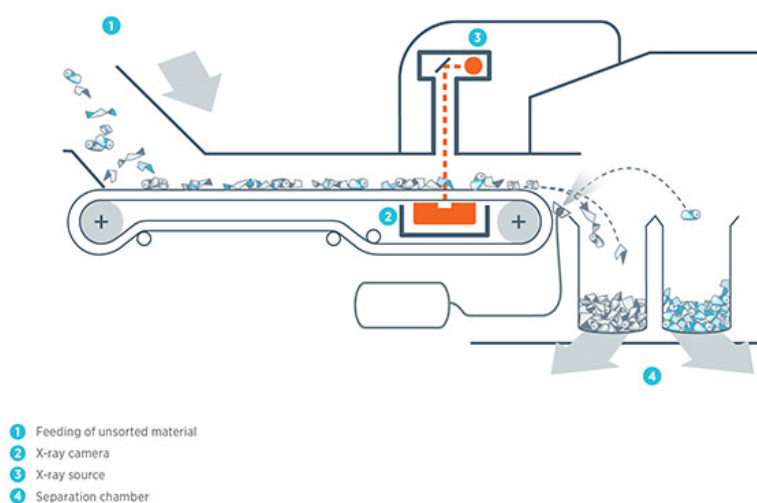 1
3
2
4
1 Feeding of unsorted material
2 X-ray camera
3 X-ray source
4 Separation chamber